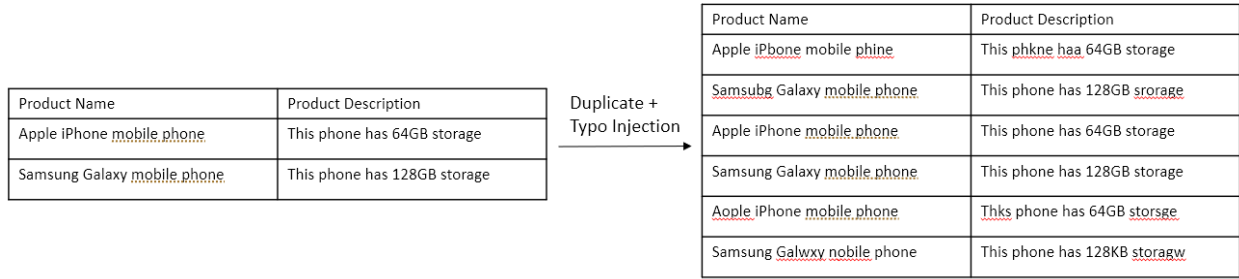 Product Name Product Description
Apple iPhone mobile phone This phone has 64GB storage
Samsung Galaxy mobile phone This phone has 128GB storage
Duplicate +
Typo Injection
Product Name Product Description
Apple iPbone mobile phine This phkne haa 64GB storage
Samsubg Galaxy mobile phone This phone has 128GB srorage
Apple iPhone mobile phone This phone has 64GB storage
Samsung Galaxy mobile phone This phone has 128GB storage
Aople iPhone mobile phone Thks phone has 64GB storsge
Samsung Galwxy nobile phone This phone has 128KB storagw